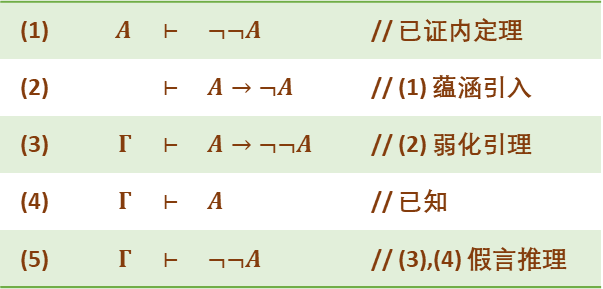 (1) A ⊢ ¬¬A // 已证内定理
(2) ⊢ A → ¬A // (1) 蕴涵引入
(3) Γ ⊢ A → ¬¬A // (2) 弱化引理
(4) Γ ⊢ A // 已知
(5) Γ ⊢ ¬¬A // (3),(4) 假言推理